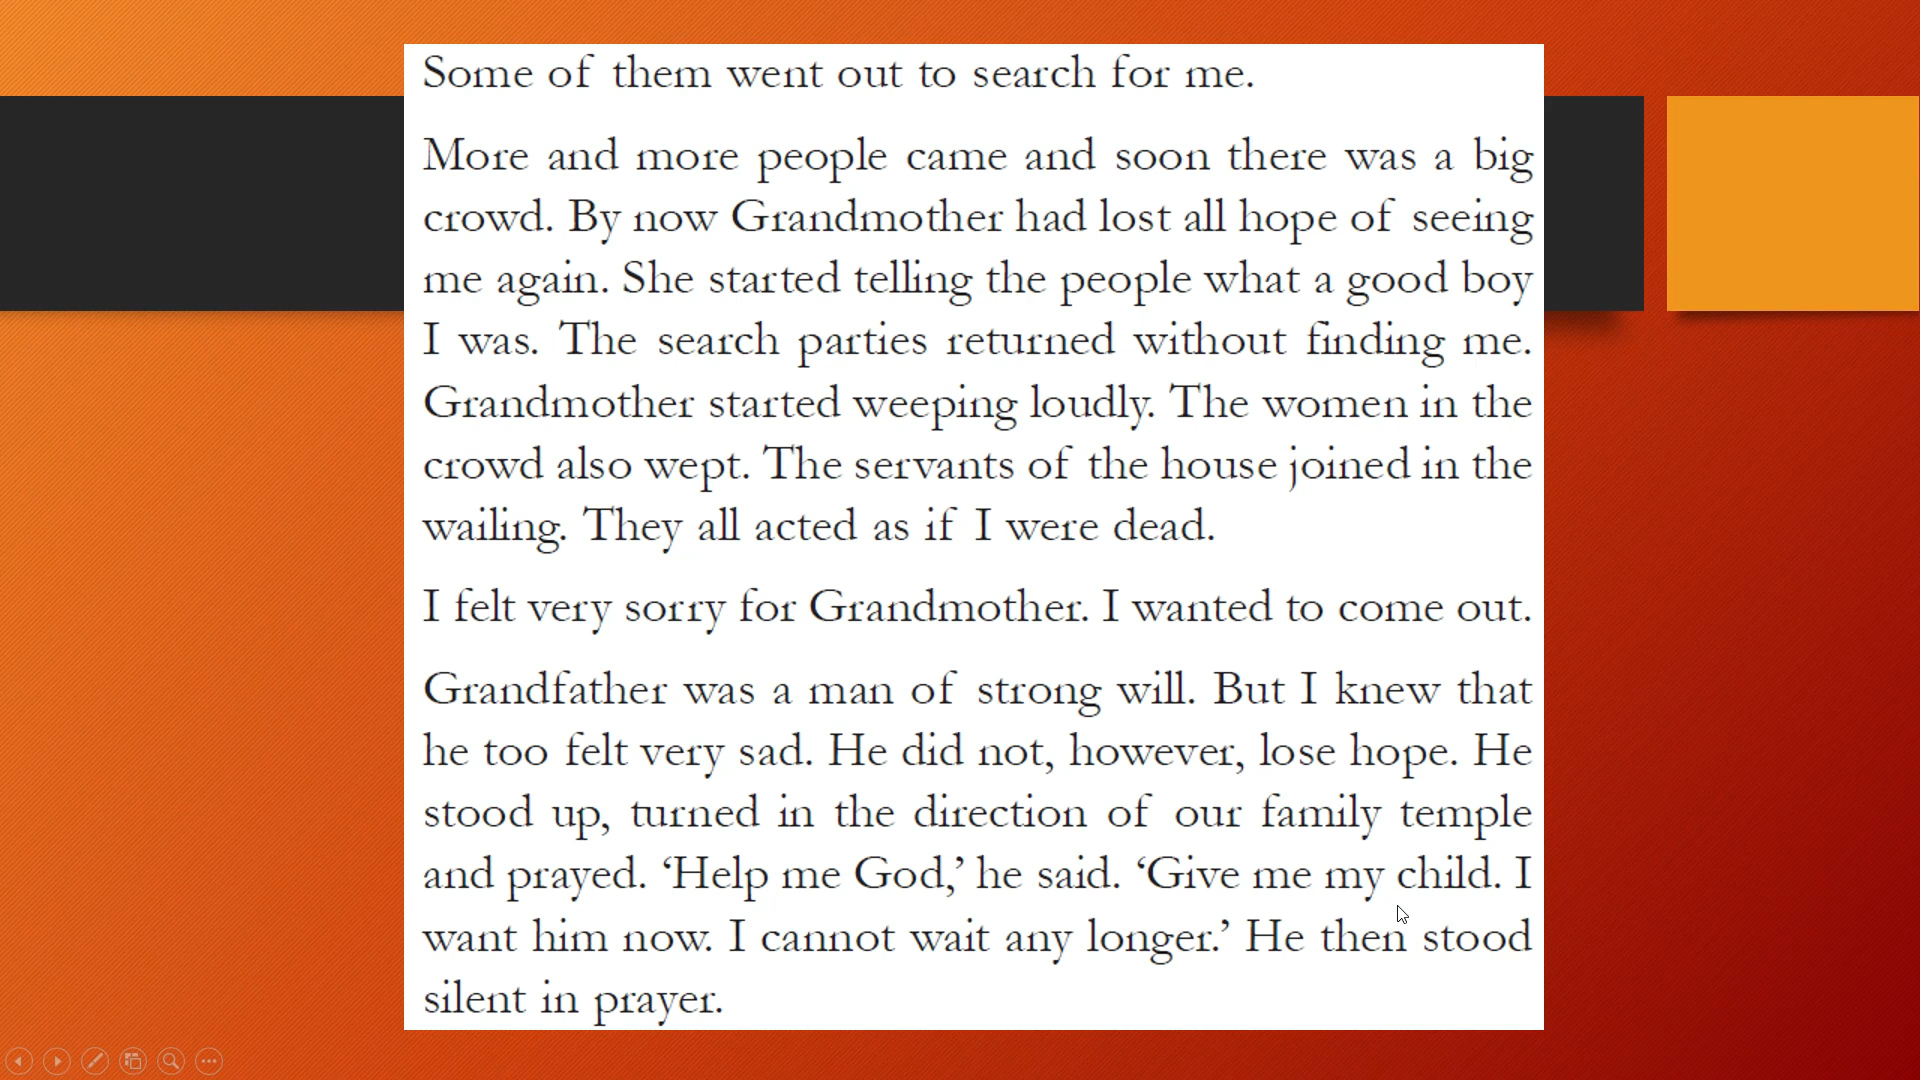 Some of them went out to search for me.
More and more people came and soon there was a big
crowd. By now Grandmother had lost all hope of seeing
me again. She started telling the people what a good boy
I was. The search parties returned without finding me.
Grandmother started weeping loudly. The women in the
crowd also wept. The servants of the house joined in the
wailing. They all acted as if I were dead.
I felt very sorry for Grandmother. I wanted to come out.
Grandfather was a man of strong will. But I knew that
he too felt very sad. He did not, however, lose hope. He
stood up, turned in the direction of our family temple
and prayed. ‘Help me God,’ he said. ‘Give me my child. I
want him now. I cannot wait any longer.’ He then stood
silent in prayer.